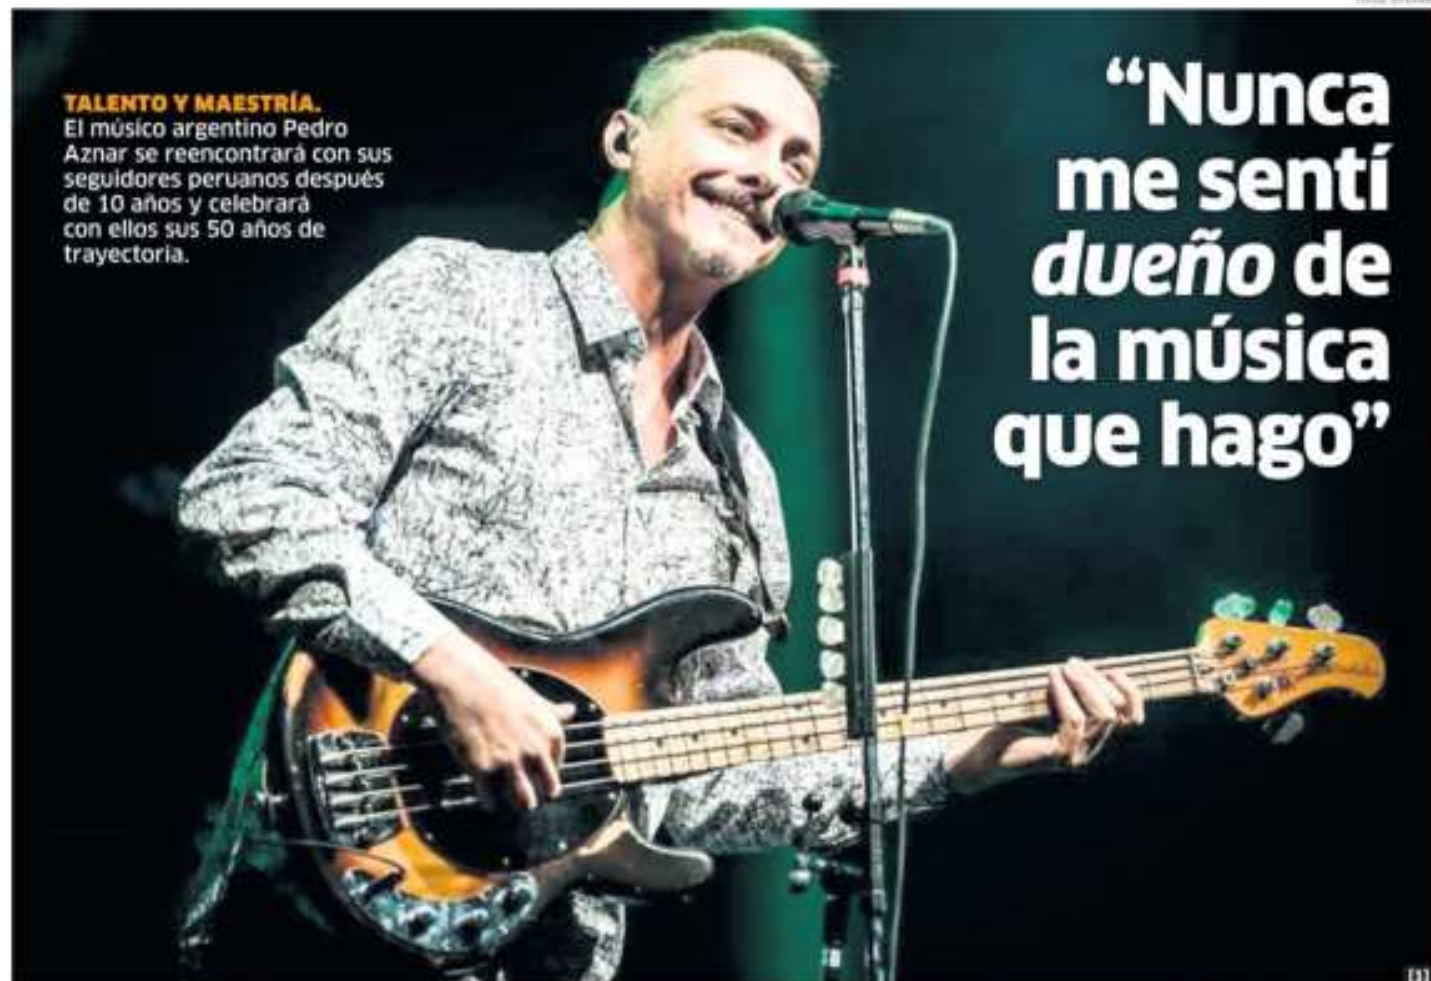 TALENTO Y MAESTRÍA.
El músico argentino Pedro
Aznar se reencontrará con sus
seguidores peruanos después
de 10 años y celebrará
con ellos sus 50 años de
trayectoria.
“Nunca
me sentí
dueño de
la música
que hago”
[1]